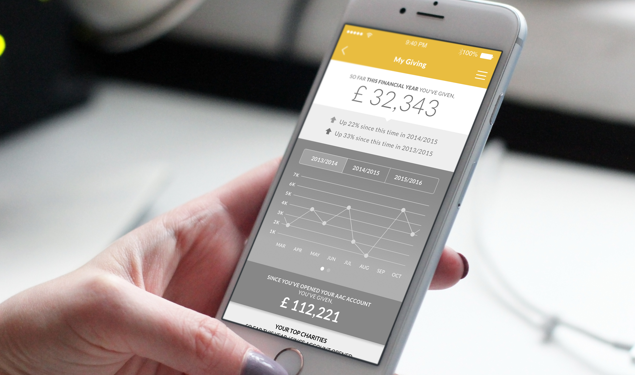 9:40 PM
100%
My Giving
SO FAR THIS FINANCIAL YEAR YOU'VE GIVEN,
£ 32,343
Up 22% since this time in 2014/2015
Up 33% since this time in 2013/2015
2013/2014 2014/2015 2015/2016
7K
6K
5K
4K
3K
2K
1K
MAR APR MAY JUN JUL AUG SEP OCT
SINCE YOU'VE OPENED YOUR AAC ACCOUNT
YOU'VE GIVEN,
£ 112,221
YOUR TOP CHARITIES